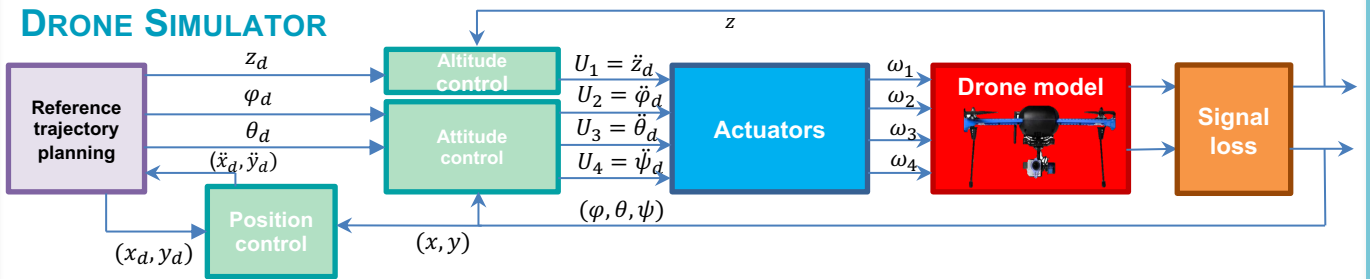 DRONE SIMULATOR
z
z_d
φ_d
θ_d
(ẍ_d, ÿ_d)
Reference
trajectory
planning
Altitude
control
Attitude
control
Position
control
(x_d, y_d)
(x, y)
(φ, θ, ψ)
U_1 = z̈_d
U_2 = φ̈_d
U_3 = θ̈_d
U_4 = ψ̈_d
Actuators
ω_1
ω_2
ω_3
ω_4
Drone model
Signal
loss